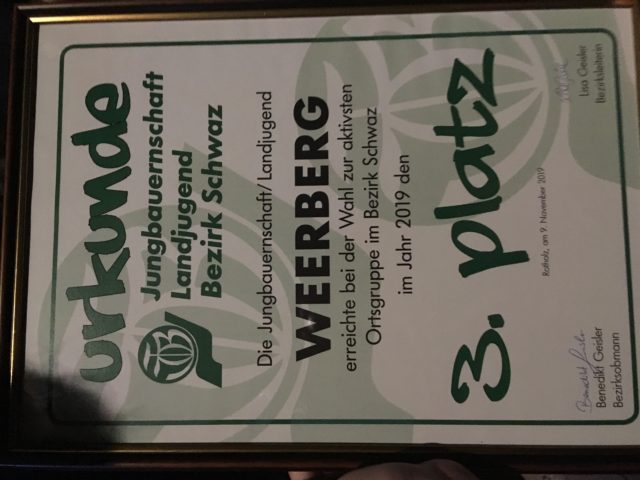 urkunde
Jungbauernschaft
Landjugend
Bezirk Schwaz
Die Jungbauernschaft/Landjugend
WEERBERG
erreichte bei der Wahl zur aktivsten
Ortsgruppe im Bezirk Schwaz
im Jahr 2019 den
3. platz
Rotholz, am 9. November 2019
Benedikt Geisler
Bezirksobmann
Lisa Geisler
Bezirksleiterin